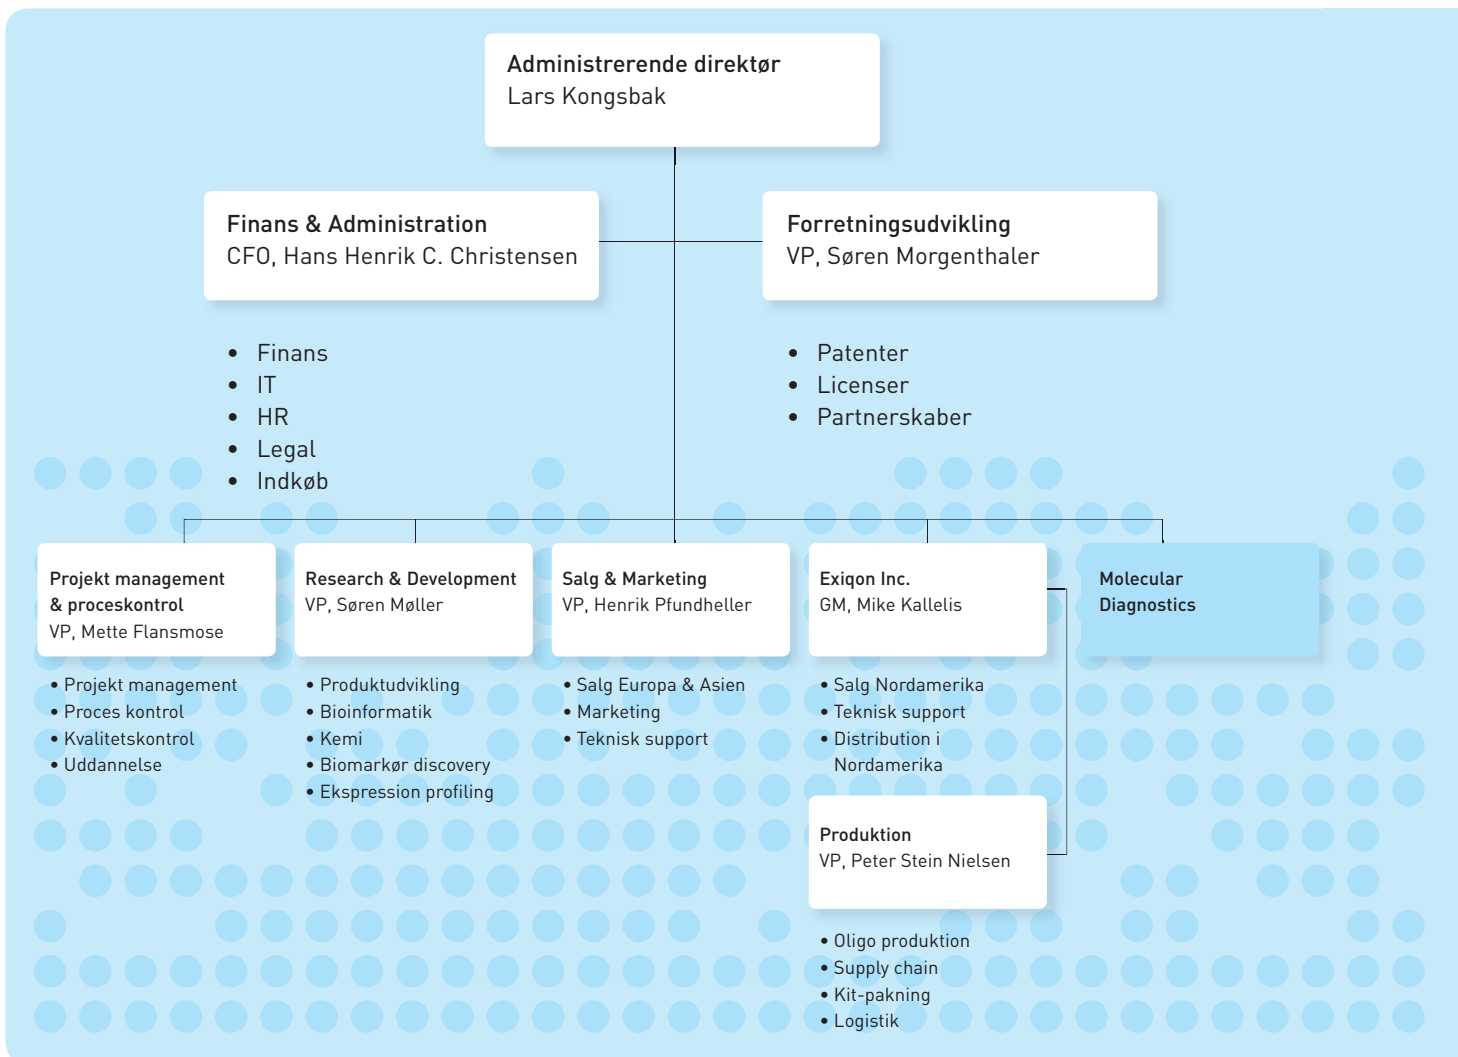 Administrerende direktør
Lars Kongsbak
Finans & Administration
CFO, Hans Henrik C. Christensen
• Finans
• IT
• HR
• Legal
• Indkøb
Forretningsudvikling
VP, Søren Morgenthaler
• Patenter
• Licenser
• Partnerskaber
Projekt management
& proceskontrol
VP, Mette Flansmose
• Projekt management
• Proces kontrol
• Kvalitetskontrol
• Uddannelse
Research & Development
VP, Søren Møller
• Produktudvikling
• Bioinformatik
• Kemi
• Biomarkør discovery
• Ekspression profiling
Salg & Marketing
VP, Henrik Pfundheller
• Salg Europa & Asien
• Marketing
• Teknisk support
Exiqon Inc.
GM, Mike Kallelis
• Salg Nordamerika
• Teknisk support
• Distribution i
Nordamerika
Produktion
VP, Peter Stein Nielsen
• Oligo produktion
• Supply chain
• Kit-pakning
• Logistik
Molecular
Diagnostics